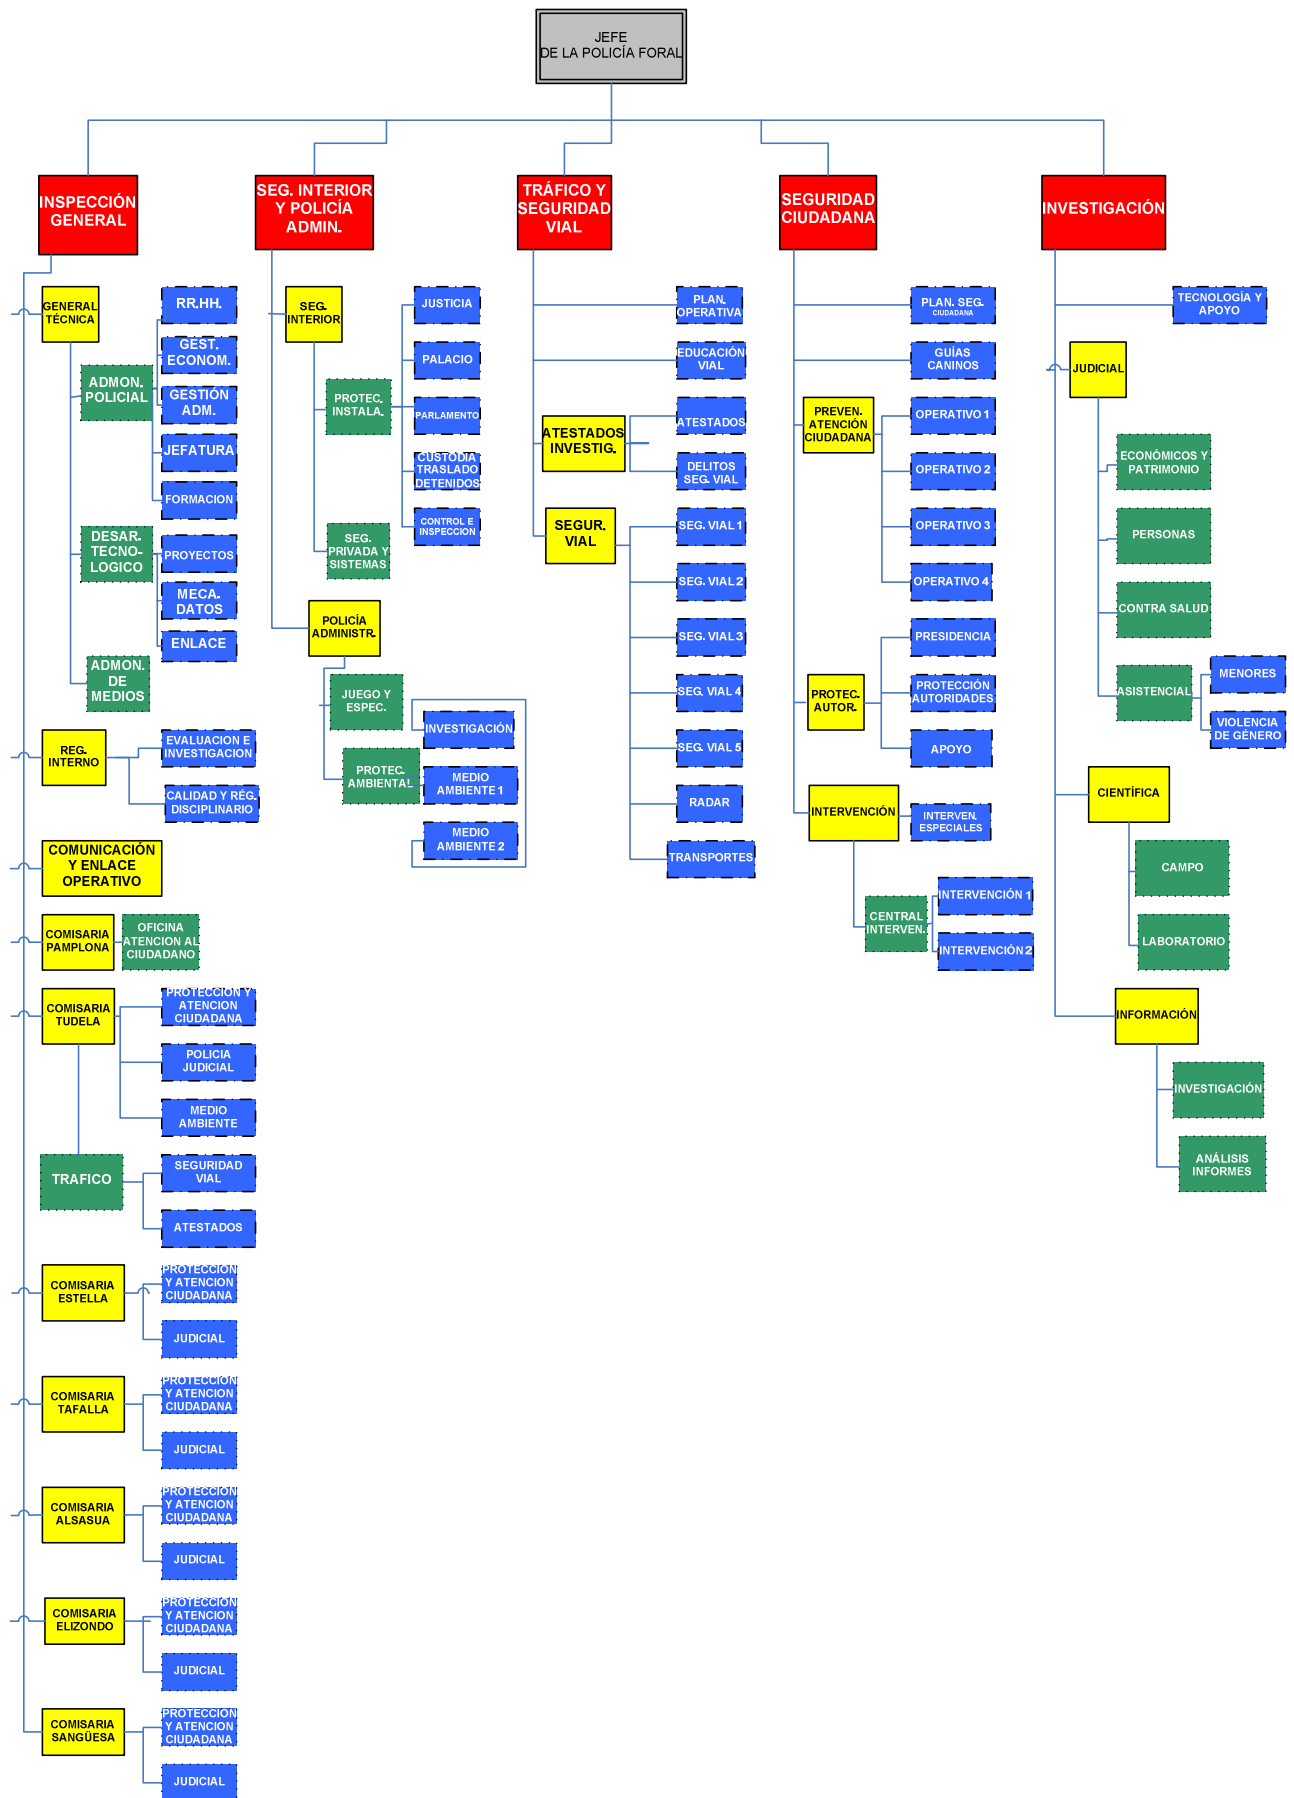 JEFE
DE LA POLICÍA FORAL
INSPECCIÓN
GENERAL
GENERAL
TÉCNICA
ADMON.
POLICIAL
RR.HH.
GEST.
ECONOM.
GESTIÓN
ADM.
JEFATURA
FORMACION
DESAR.
TECNO-
LOGICO
PROYECTOS
MECA.
DATOS
ENLACE
ADMON.
DE
MEDIOS
REG.
INTERNO
EVALUACION E
INVESTIGACION
CALIDAD Y RÉG.
DISCIPLINARIO
COMUNICACIÓN
Y ENLACE
OPERATIVO
COMISARIA
PAMPLONA
OFICINA
ATENCION AL
CIUDADANO
COMISARIA
TUDELA
PROTECCION Y
ATENCION
CIUDADANA
POLICIA
JUDICIAL
MEDIO
AMBIENTE
TRAFICO
SEGURIDAD
VIAL
ATESTADOS
COMISARIA
ESTELLA
PROTECCION
Y ATENCION
CIUDADANA
JUDICIAL
COMISARIA
TAFALLA
PROTECCION
Y ATENCION
CIUDADANA
JUDICIAL
COMISARIA
ALSASUA
PROTECCION
Y ATENCION
CIUDADANA
JUDICIAL
COMISARIA
ELIZONDO
PROTECCION
Y ATENCION
CIUDADANA
JUDICIAL
COMISARIA
SANGÜESA
PROTECCION
Y ATENCION
CIUDADANA
JUDICIAL
SEG. INTERIOR
Y POLICÍA
ADMIN.
SEG.
INTERIOR
PROTEC.
INSTALA.
JUSTICIA
PALACIO
PARLAMENTO
CUSTODIA
TRASLADO
DETENIDOS
CONTROL E
INSPECCION
SEG.
PRIVADA Y
SISTEMAS
POLICÍA
ADMINISTR.
JUEGO Y
ESPEC.
PROTEC.
AMBIENTAL
INVESTIGACIÓN
MEDIO
AMBIENTE 1
MEDIO
AMBIENTE 2
TRÁFICO Y
SEGURIDAD
VIAL
PLAN.
OPERATIVA
EDUCACIÓN
VIAL
ATESTADOS
INVESTIG.
ATESTADOS
DELITOS
SEG. VIAL
SEGUR.
VIAL
SEG. VIAL 1
SEG. VIAL 2
SEG. VIAL 3
SEG. VIAL 4
SEG. VIAL 5
RADAR
TRANSPORTES
SEGURIDAD
CIUDADANA
PLAN. SEG.
CIUDADANA
GUÍAS
CANINOS
PREVEN.
ATENCIÓN
CIUDADANA
OPERATIVO 1
OPERATIVO 2
OPERATIVO 3
OPERATIVO 4
PROTEC.
AUTOR.
PRESIDENCIA
PROTECCIÓN
AUTORIDADES
APOYO
INTERVENCIÓN
INTERVEN.
ESPECIALES
CENTRAL
INTERVEN.
INTERVENCIÓN 1
INTERVENCIÓN 2
INVESTIGACIÓN
TECNOLOGÍA Y
APOYO
JUDICIAL
ECONÓMICOS Y
PATRIMONIO
PERSONAS
CONTRA SALUD
ASISTENCIAL
MENORES
VIOLENCIA
DE GÉNERO
CIENTÍFICA
CAMPO
LABORATORIO
INFORMACIÓN
INVESTIGACIÓN
ANÁLISIS
INFORMES